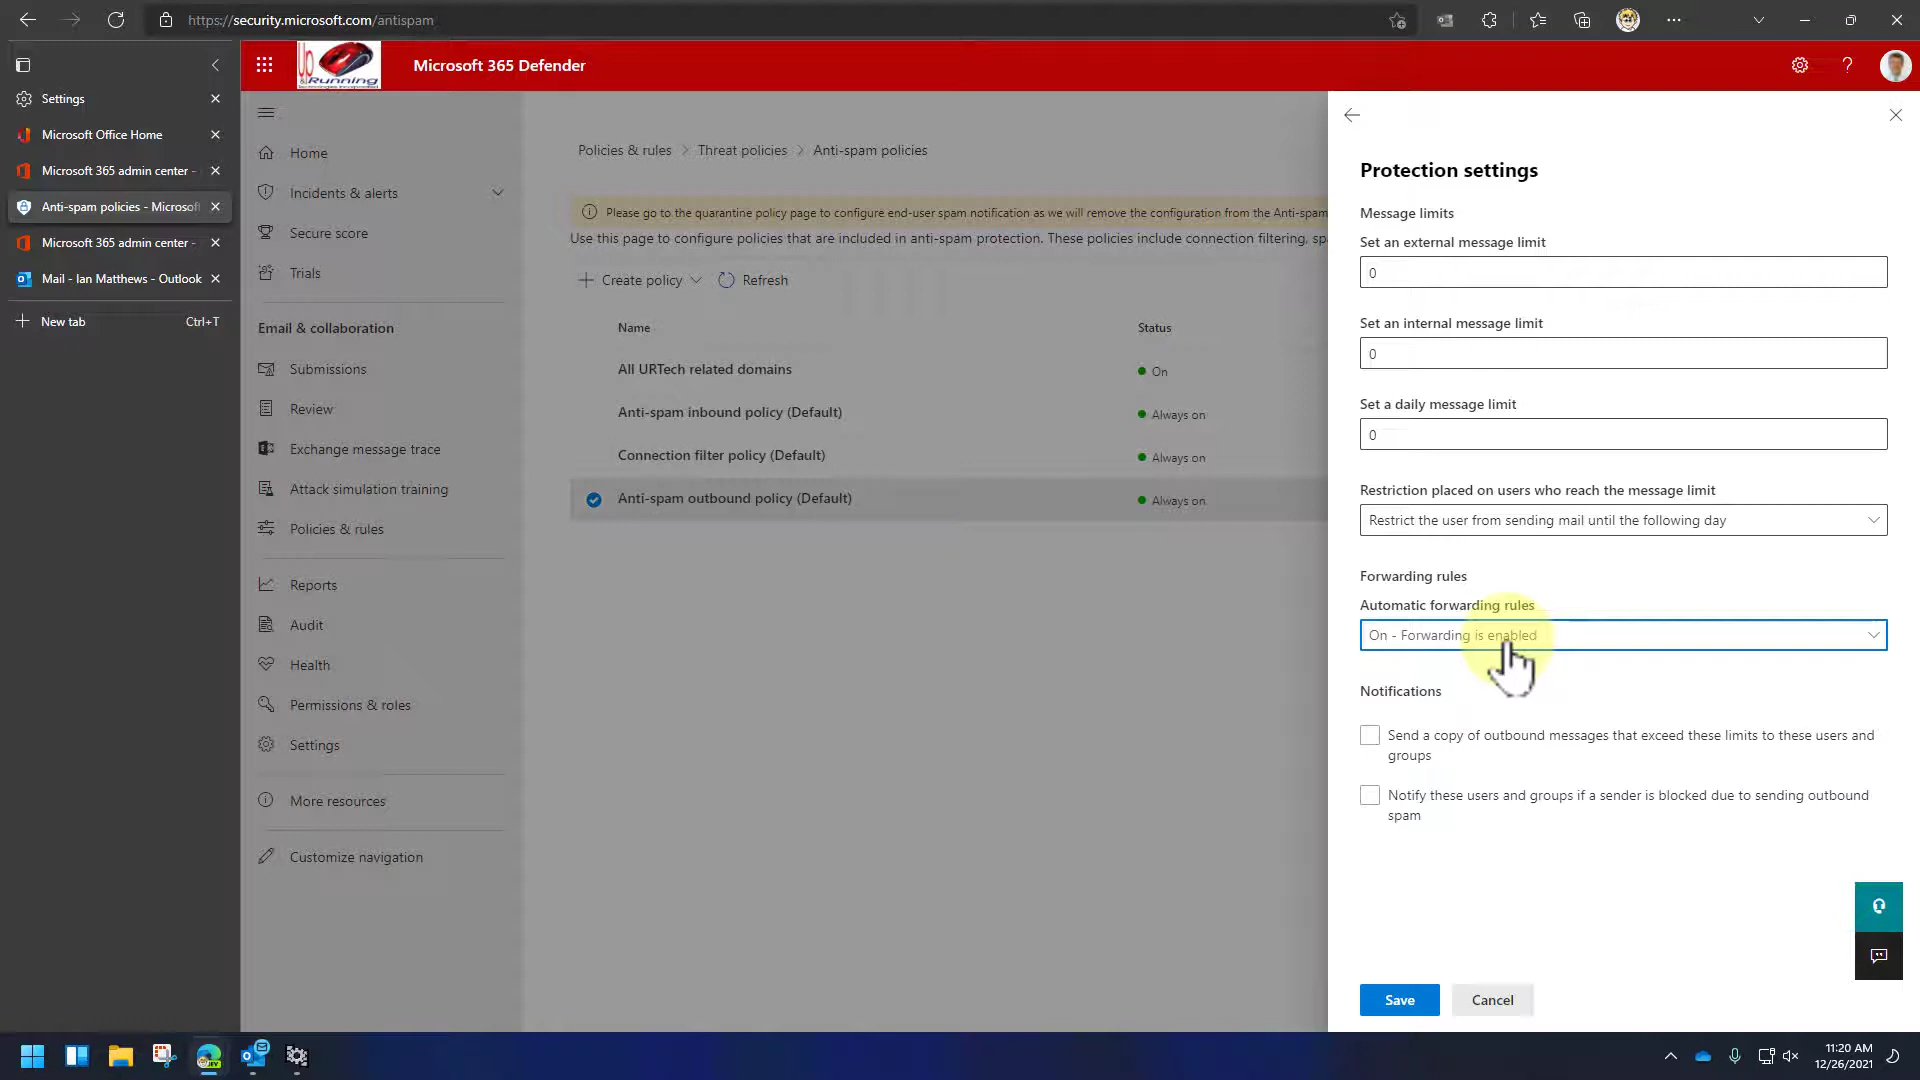 https://security.microsoft.com/antispam
Settings
Microsoft Office Home
Microsoft 365 admin center -
Anti-spam policies - Microsoft
Microsoft 365 admin center -
Mail - Ian Matthews - Outlook
New tab Ctrl+T
Up
&Running
Microsoft 365 Defender
?
Home
Incidents & alerts
Secure score
Trials
Email & collaboration
Submissions
Review
Exchange message trace
Attack simulation training
Policies & rules
Reports
Audit
Health
Permissions & roles
Settings
More resources
Customize navigation
Policies & rules > Threat policies > Anti-spam policies
Please go to the quarantine policy page to configure end-user spam notification as we will remove the configuration from the Anti-spam
Use this page to configure policies that are included in anti-spam protection. These policies include connection filtering, sp
Create policy Refresh
Name Status
All URTech related domains On
Anti-spam inbound policy (Default) Always on
Connection filter policy (Default) Always on
Anti-spam outbound policy (Default) Always on
Protection settings
Message limits
Set an external message limit
0
Set an internal message limit
0
Set a daily message limit
0
Restriction placed on users who reach the message limit
Restrict the user from sending mail until the following day
Forwarding rules
Automatic forwarding rules
On - Forwarding is enabled
Notifications
Send a copy of outbound messages that exceed these limits to these users and
groups
Notify these users and groups if a sender is blocked due to sending outbound
spam
Save Cancel
11:20 AM
12/26/2021